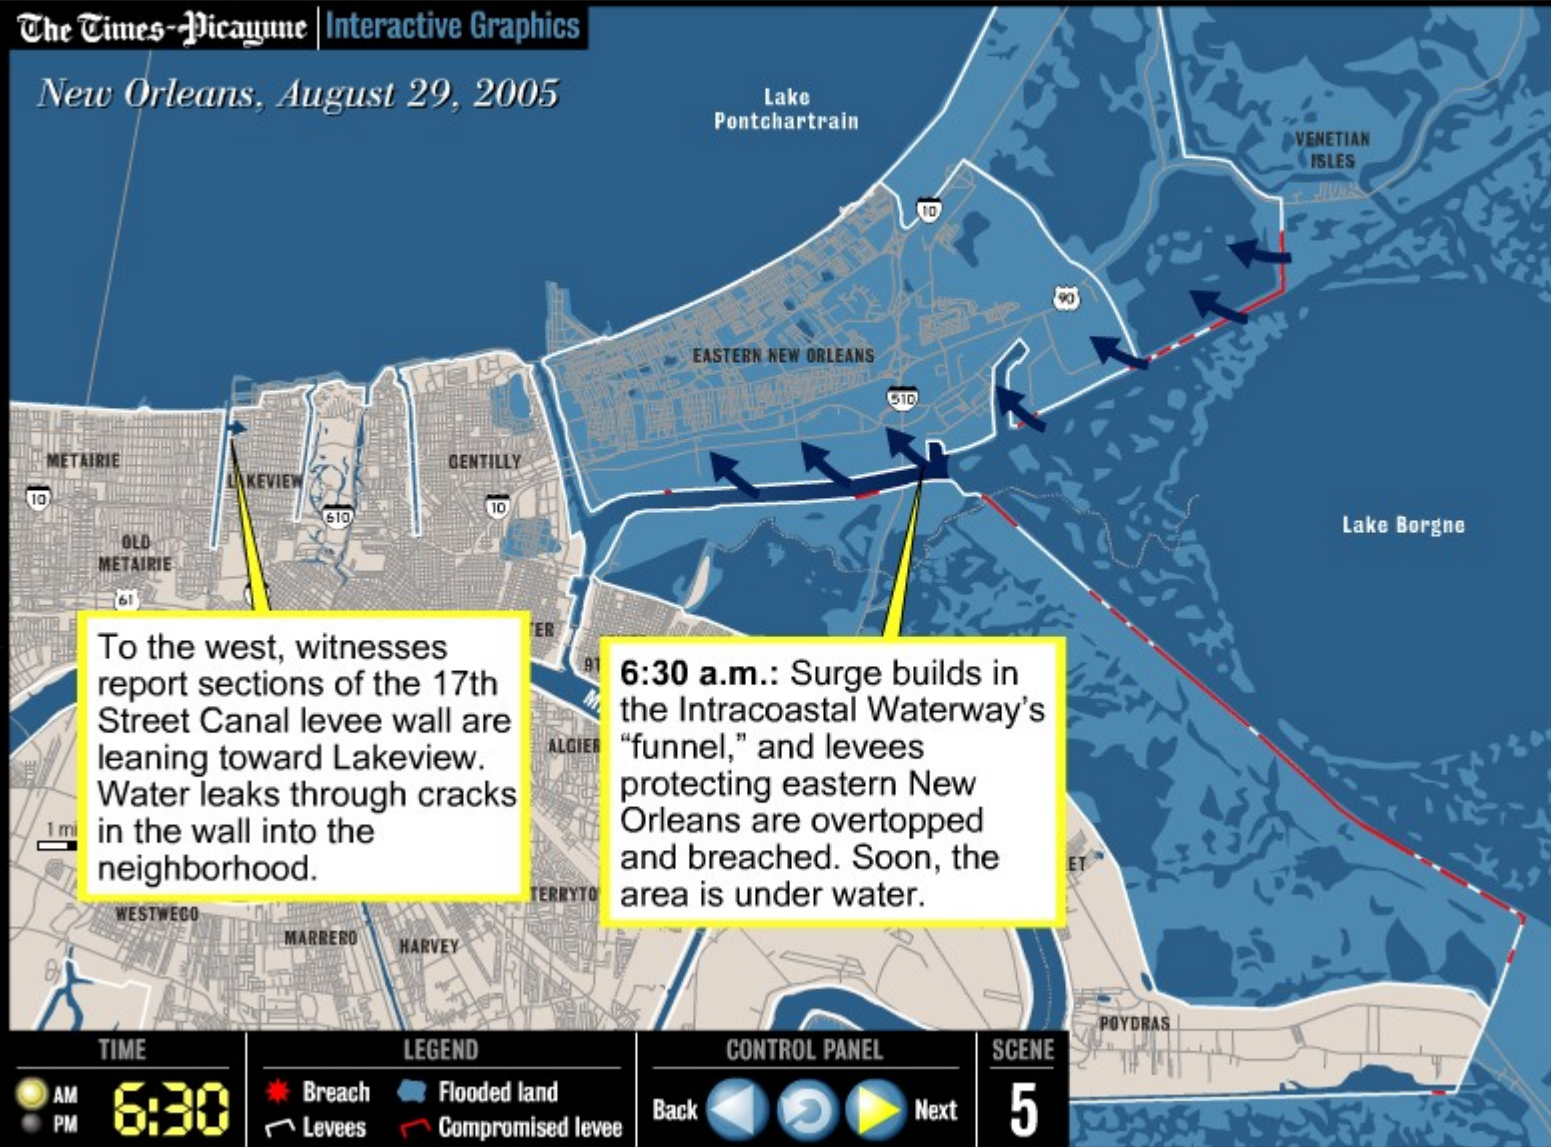 The Times-Picayune Interactive Graphics
New Orleans, August 29, 2005
Lake
Pontchartrain
VENETIAN
ISLES
10
90
EASTERN NEW ORLEANS
510
METAIRIE
LAKEVIEW
GENTILLY
10
10
610
OLD
METAIRIE
Lake Borgne
61
To the west, witnesses
report sections of the 17th
Street Canal levee wall are
leaning toward Lakeview.
Water leaks through cracks
in the wall into the
neighborhood.
6:30 a.m.: Surge builds in
the Intracoastal Waterway's
“funnel,” and levees
protecting eastern New
Orleans are overtopped
and breached. Soon, the
area is under water.
1 mi
WESTWEGO
MARRERO
HARVEY
POYDRAS
TIME
AM
PM
6:30
LEGEND
Breach
Flooded land
Levees
Compromised levee
CONTROL PANEL
Back
Next
SCENE
5